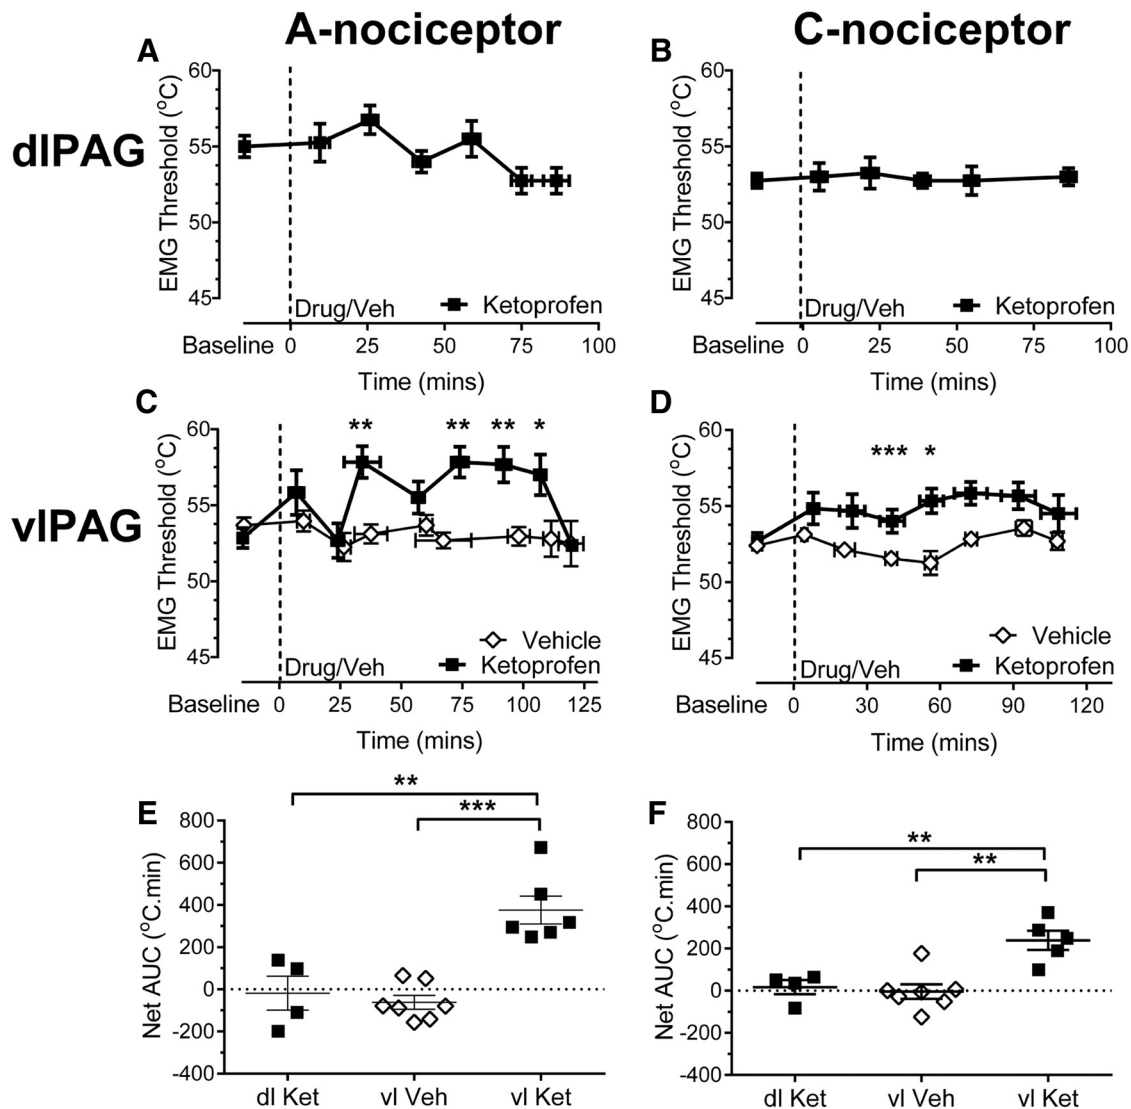 A-nociceptor
C-nociceptor
dlPAG
A
EMG Threshold (°C)
60
55
50
45
Drug/Veh
Ketoprofen
Baseline 0 25 50 75 100
Time (mins)
B
EMG Threshold (°C)
60
55
50
45
Drug/Veh
Ketoprofen
Baseline 0 25 50 75 100
Time (mins)
vlPAG
C
EMG Threshold (°C)
60
55
50
45
** ** ** *
Vehicle
Drug/Veh
Ketoprofen
Baseline 0 25 50 75 100 125
Time (mins)
D
EMG Threshold (°C)
60
55
50
45
*** *
Vehicle
Drug/Veh
Ketoprofen
Baseline 0 30 60 90 120
Time (mins)
E
Net AUC (°C.min)
800
600
400
200
0
-200
-400
**
***
dl Ket vl Veh vl Ket
F
Net AUC (°C.min)
800
600
400
200
0
-200
-400
**
**
dl Ket vl Veh vl Ket